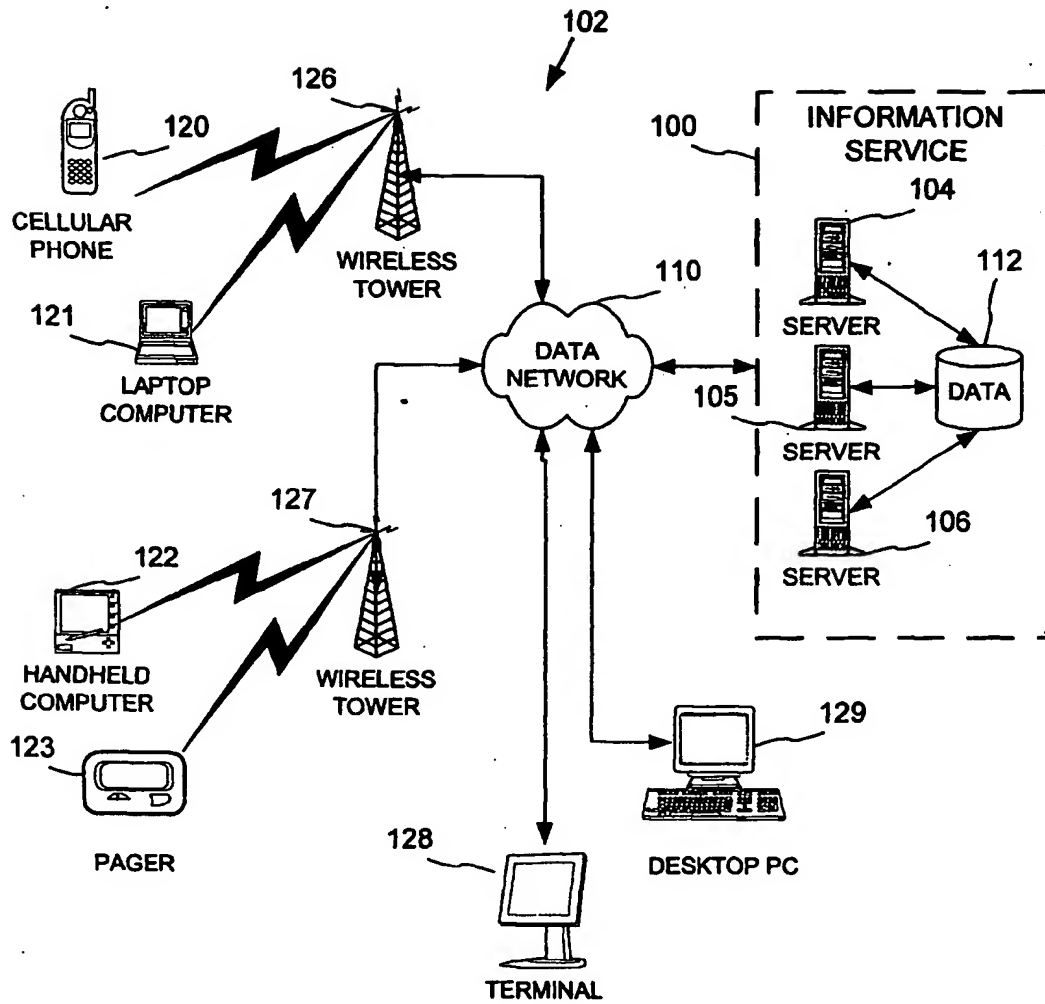 102
126
120
CELLULAR
PHONE
WIRELESS
TOWER
121
LAPTOP
COMPUTER
110
DATA
NETWORK
100
INFORMATION
SERVICE
104
SERVER
112
DATA
105
SERVER
106
SERVER
127
122
HANDHELD
COMPUTER
WIRELESS
TOWER
123
PAGER
129
DESKTOP PC
128
TERMINAL